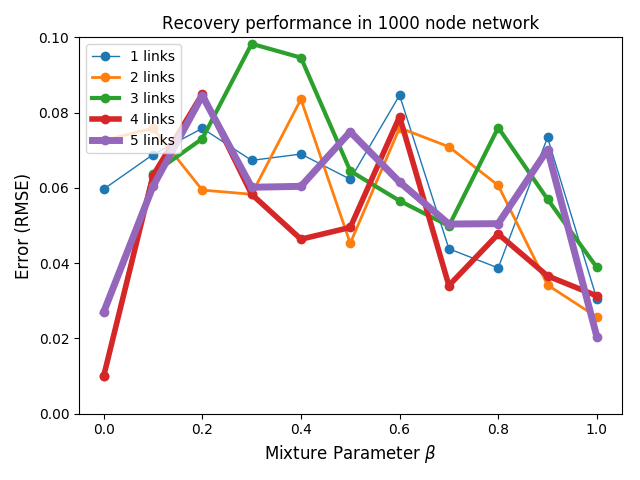 Recovery performance in 1000 node network
0.10
0.08
0.06
0.04
0.02
0.00
Error (RMSE)
1 links
2 links
3 links
4 links
5 links
0.0 0.2 0.4 0.6 0.8 1.0
Mixture Parameter β